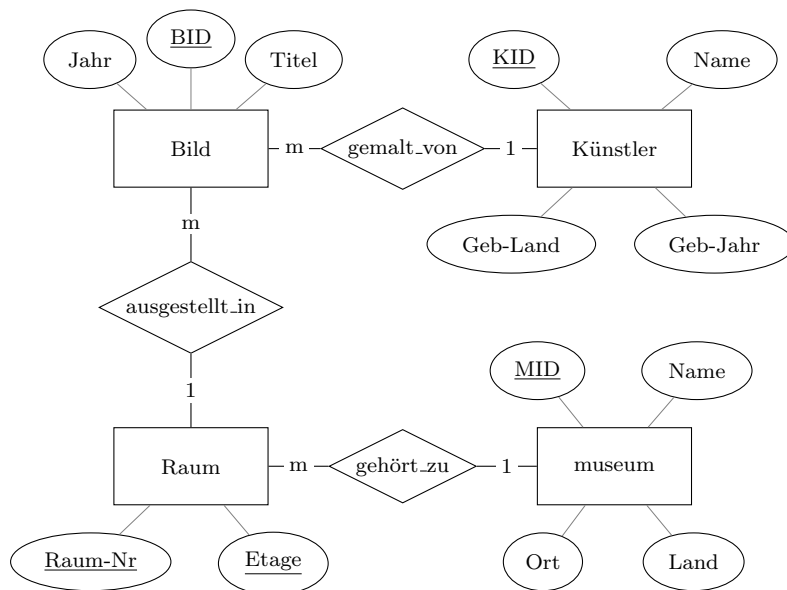 BID
Jahr
Titel
KID
Name
Bild
m
gemalt_von
1
Künstler
m
Geb-Land
Geb-Jahr
ausgestellt_in
1
MID
Name
Raum
m
gehört_zu
1
museum
Raum-Nr
Etage
Ort
Land